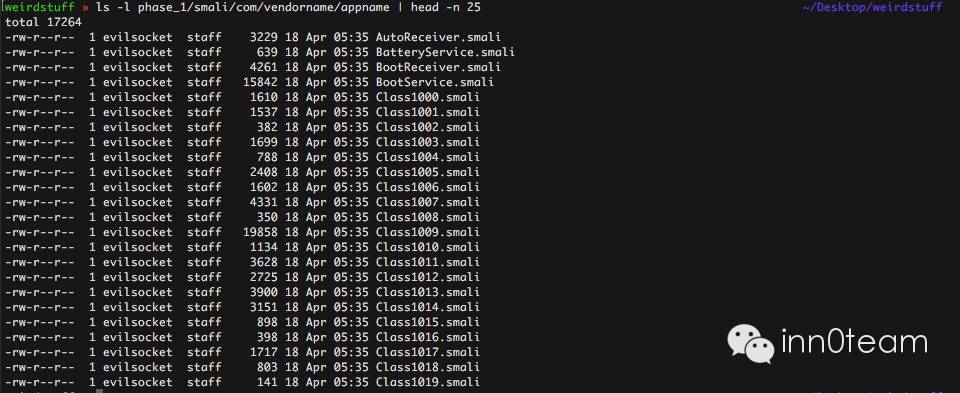 weirdstuff » ls -l phase_1/smali/com/vendorname/appname | head -n 25 ~/Desktop/weirdstuff
total 17264
-rw-r--r-- 1 evilsocket staff 3229 18 Apr 05:35 AutoReceiver.smali
-rw-r--r-- 1 evilsocket staff 639 18 Apr 05:35 BatteryService.smali
-rw-r--r-- 1 evilsocket staff 4261 18 Apr 05:35 BootReceiver.smali
-rw-r--r-- 1 evilsocket staff 15842 18 Apr 05:35 BootService.smali
-rw-r--r-- 1 evilsocket staff 1610 18 Apr 05:35 Class1000.smali
-rw-r--r-- 1 evilsocket staff 1537 18 Apr 05:35 Class1001.smali
-rw-r--r-- 1 evilsocket staff 382 18 Apr 05:35 Class1002.smali
-rw-r--r-- 1 evilsocket staff 1699 18 Apr 05:35 Class1003.smali
-rw-r--r-- 1 evilsocket staff 788 18 Apr 05:35 Class1004.smali
-rw-r--r-- 1 evilsocket staff 2408 18 Apr 05:35 Class1005.smali
-rw-r--r-- 1 evilsocket staff 1602 18 Apr 05:35 Class1006.smali
-rw-r--r-- 1 evilsocket staff 4331 18 Apr 05:35 Class1007.smali
-rw-r--r-- 1 evilsocket staff 350 18 Apr 05:35 Class1008.smali
-rw-r--r-- 1 evilsocket staff 19858 18 Apr 05:35 Class1009.smali
-rw-r--r-- 1 evilsocket staff 1134 18 Apr 05:35 Class1010.smali
-rw-r--r-- 1 evilsocket staff 3628 18 Apr 05:35 Class1011.smali
-rw-r--r-- 1 evilsocket staff 2725 18 Apr 05:35 Class1012.smali
-rw-r--r-- 1 evilsocket staff 3900 18 Apr 05:35 Class1013.smali
-rw-r--r-- 1 evilsocket staff 3151 18 Apr 05:35 Class1014.smali
-rw-r--r-- 1 evilsocket staff 898 18 Apr 05:35 Class1015.smali
-rw-r--r-- 1 evilsocket staff 398 18 Apr 05:35 Class1016.smali
-rw-r--r-- 1 evilsocket staff 1717 18 Apr 05:35 Class1017.smali
-rw-r--r-- 1 evilsocket staff 803 18 Apr 05:35 Class1018.smali
-rw-r--r-- 1 evilsocket staff 141 18 Apr 05:35 Class1019.smali
inn0team